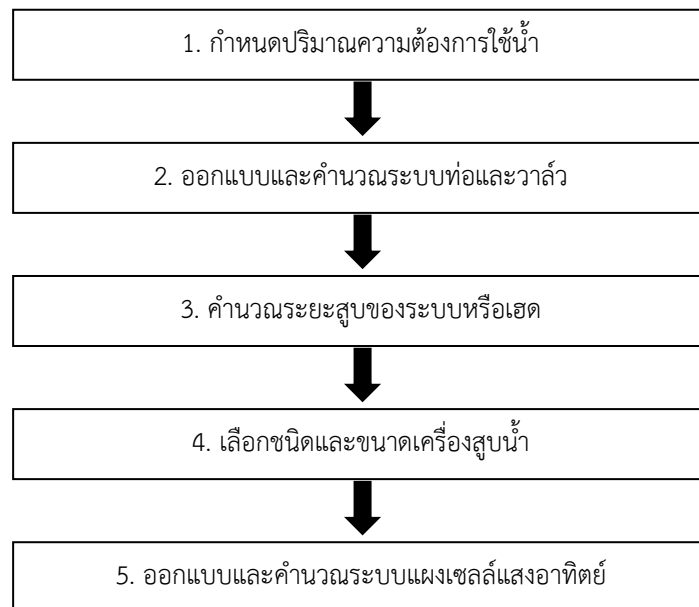 1. กำหนดปริมาณความต้องการใช้น้ำ
2. ออกแบบและคำนวณระบบท่อและวาล์ว
3. คำนวณระยะสูบของระบบหรือเฮด
4. เลือกชนิดและขนาดเครื่องสูบน้ำ
5. ออกแบบและคำนวณระบบแผงเซลล์แสงอาทิตย์